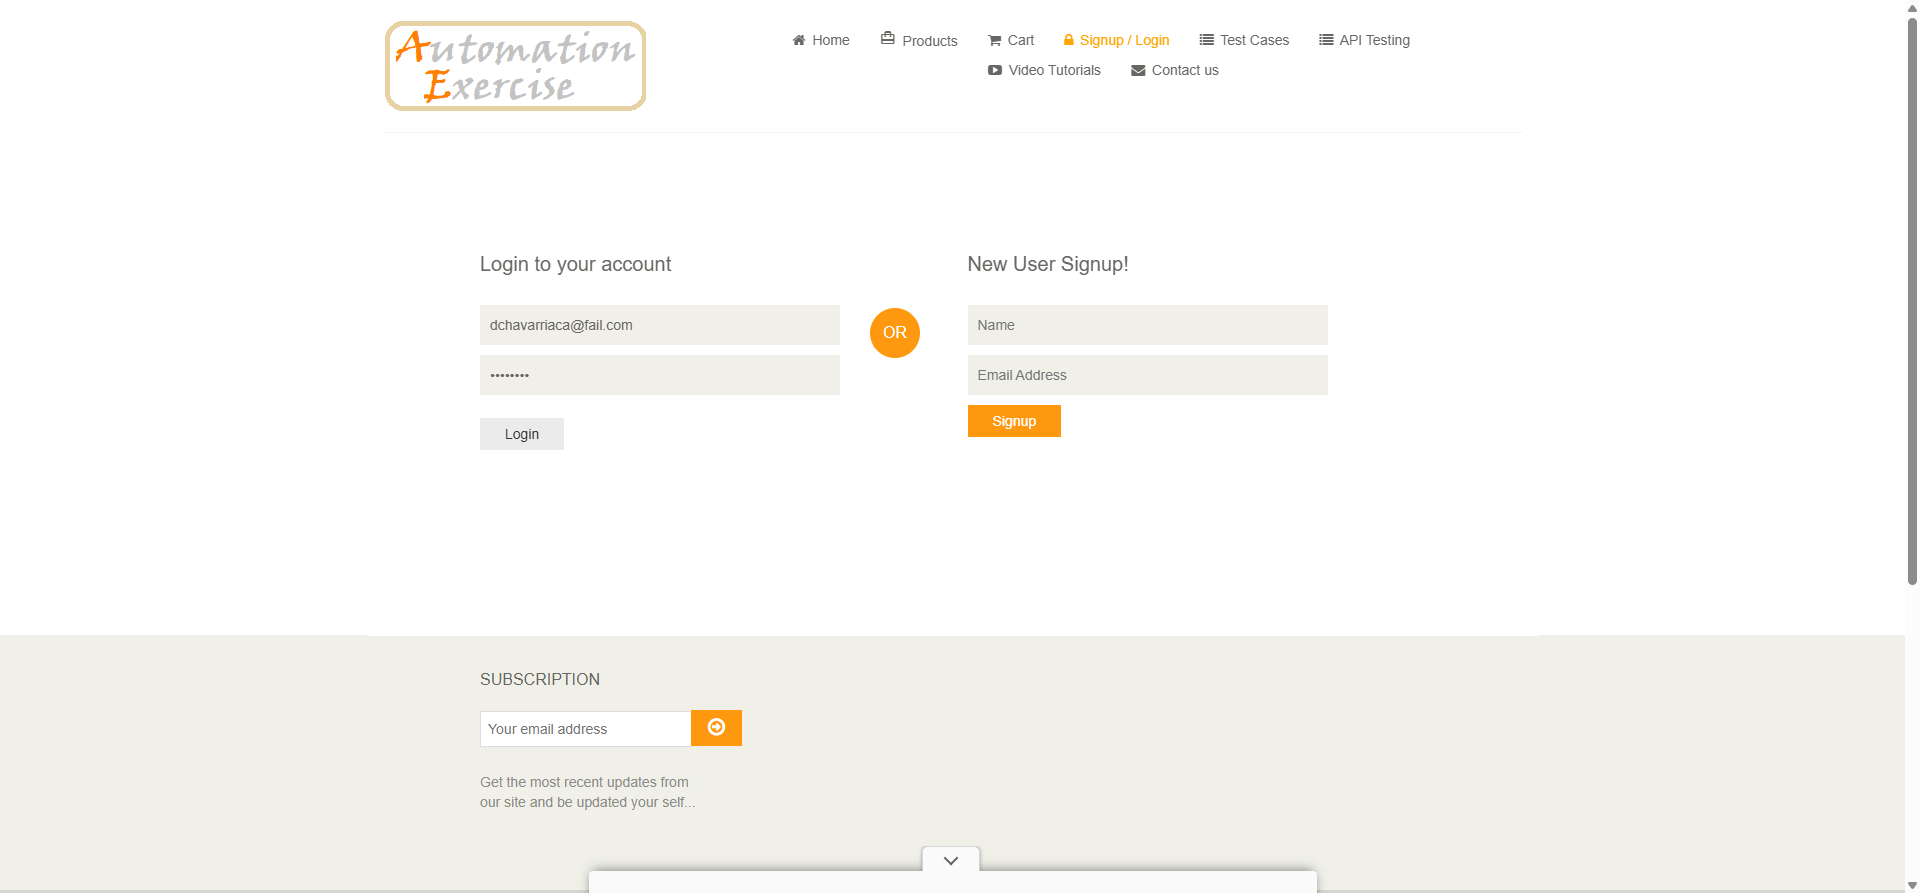 Automation
Exercise
Home
Products
Cart
Signup / Login
Test Cases
API Testing
Video Tutorials
Contact us
Login to your account
dchavarriaca@fail.com
••••••••
Login
OR
New User Signup!
Name
Email Address
Signup
SUBSCRIPTION
Your email address
Get the most recent updates from
our site and be updated your self...